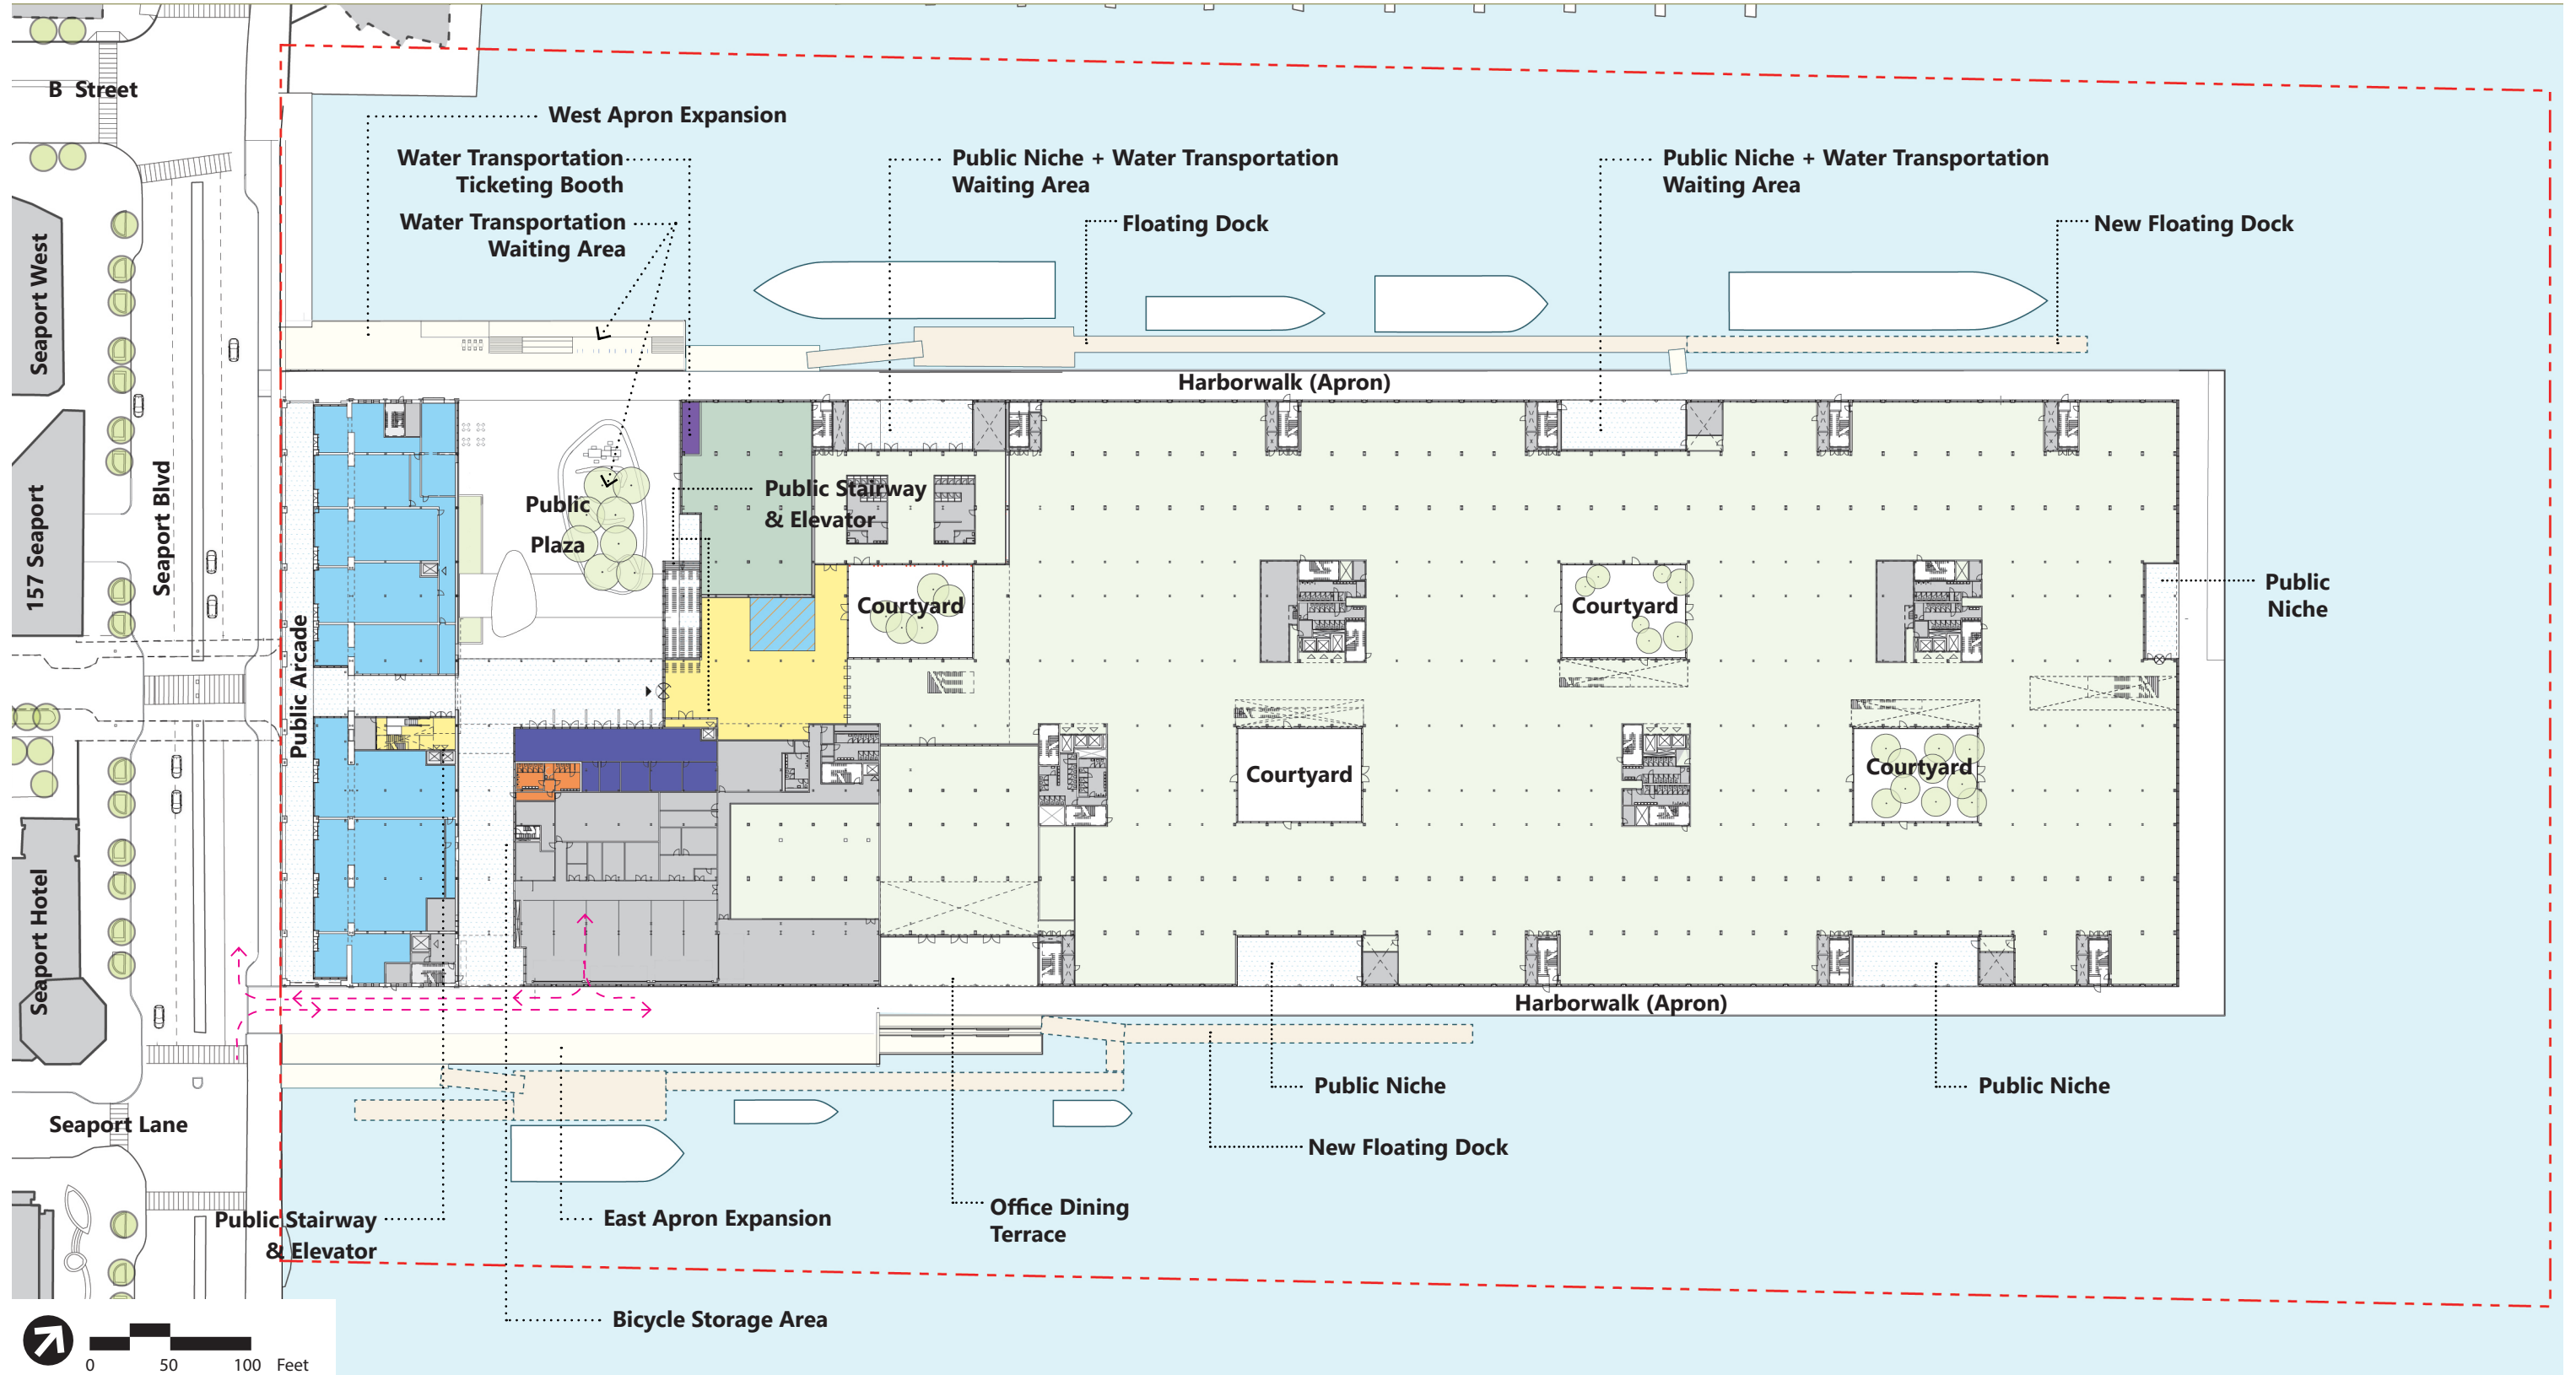 B Street
West Apron Expansion
Water Transportation
Ticketing Booth
Water Transportation
Waiting Area
Public Niche + Water Transportation
Waiting Area
Floating Dock
Public Niche + Water Transportation
Waiting Area
New Floating Dock
Seaport West
157 Seaport
Seaport Blvd
Seaport Hotel
Public Arcade
Harborwalk (Apron)
Public
Plaza
Public Stairway
& Elevator
Courtyard
Courtyard
Public
Niche
Courtyard
Courtyard
Harborwalk (Apron)
Public Niche
Public Niche
Seaport Lane
New Floating Dock
Public Stairway
& Elevator
East Apron Expansion
Office Dining
Terrace
Bicycle Storage Area
0 50 100 Feet